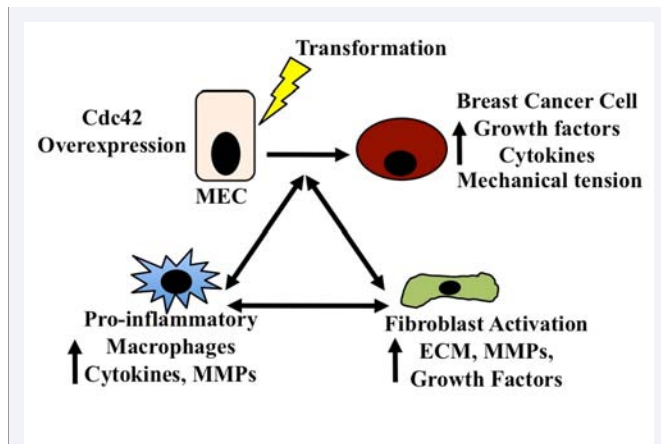 Transformation
Cdc42
Overexpression
MEC
Breast Cancer Cell
Growth factors
Cytokines
Mechanical tension
Pro-inflammatory
Macrophages
Cytokines, MMPs
Fibroblast Activation
ECM, MMPs,
Growth Factors